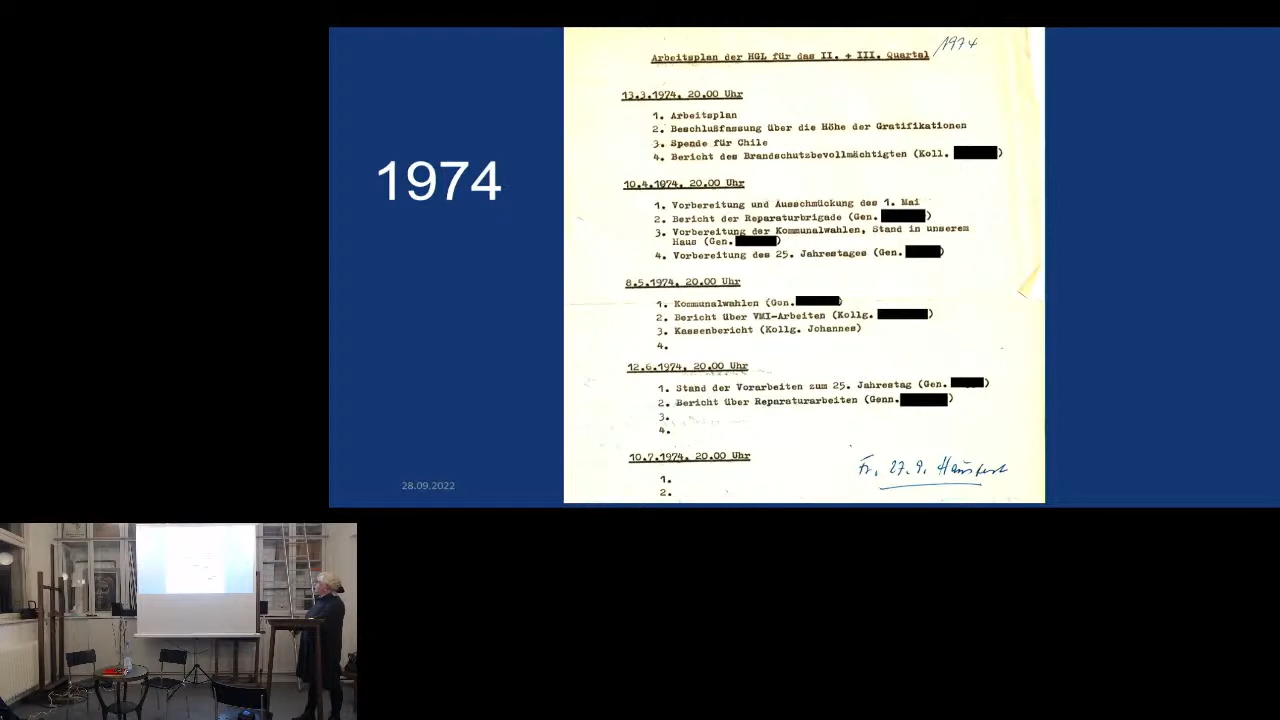 1974
1974
Arbeitsplan der HGL für das II. + III. Quartal
13.3.1974. 20.00 Uhr
1. Arbeitsplan
2. Beschlußfassung über die Höhe der Gratifikationen
3. Spende für Chile
4. Bericht des Brandschutzbevollmächtigten (Koll. )
10.4.1974. 20.00 Uhr
1. Vorbereitung und Ausschmückung des 1. Mai
2. Bericht der Reparaturbrigade (Gen. )
3. Vorbereitung der Kommunalwahlen, Stand in unserem
Haus (Gen. )
4. Vorbereitung des 25. Jahrestages (Gen. )
8.5.1974. 20.00 Uhr
1. Kommunalwahlen (Gen. )
2. Bericht über VMI-Arbeiten (Kollg. )
3. Kassenbericht (Kollg. Johannes)
4.
12.6.1974. 20.00 Uhr
1. Stand der Vorarbeiten zum 25. Jahrestag (Gen. )
2. Bericht über Reparaturarbeiten (Genn. )
3.
4.
10.7.1974. 20.00 Uhr
1.
2.
Fr. 27.9. Hausfest
28.09.2022